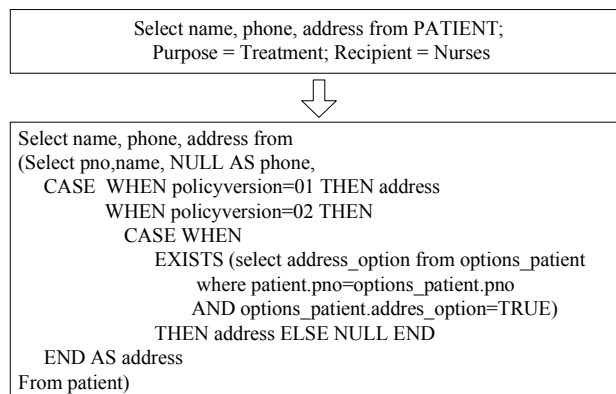 Select name, phone, address from PATIENT;
Purpose = Treatment; Recipient = Nurses
Select name, phone, address from
(Select pno,name, NULL AS phone,
CASE WHEN policyversion=01 THEN address
WHEN policyversion=02 THEN
CASE WHEN
EXISTS (select address_option from options_patient
where patient.pno=options_patient.pno
AND options_patient.addres_option=TRUE)
THEN address ELSE NULL END
END AS address
From patient)